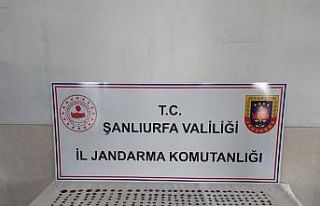 T.C.
ŞANLIURFA VALİLİĞİ
İL JANDARMA KOMUTANLIĞI